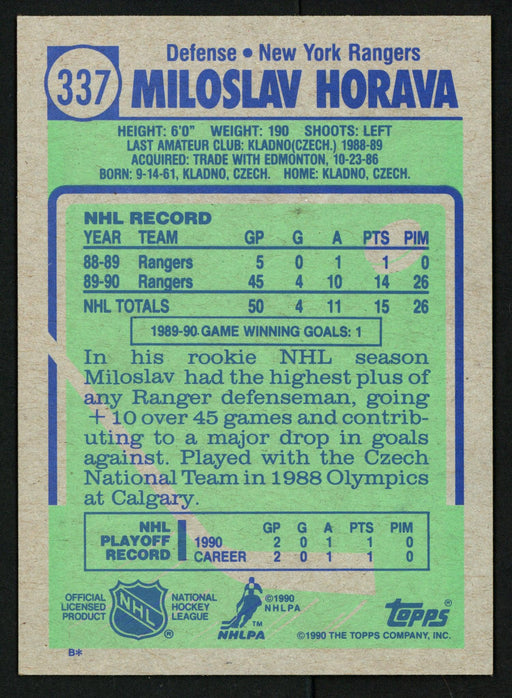 337
Defense • New York Rangers
MILOSLAV HORAVA
HEIGHT: 6'0" WEIGHT: 190 SHOOTS: LEFT
LAST AMATEUR CLUB: KLADNO(CZECH.) 1988-89
ACQUIRED: TRADE WITH EDMONTON, 10-23-86
BORN: 9-14-61, KLADNO, CZECH. HOME: KLADNO, CZECH.
NHL RECORD
YEAR TEAM GP G A PTS PIM
88-89 Rangers 5 0 1 1 0
89-90 Rangers 45 4 10 14 26
NHL TOTALS 50 4 11 15 26
1989-90 GAME WINNING GOALS: 1
In his rookie NHL season
Miloslav had the highest plus of
any Ranger defenseman, going
+10 over 45 games and contrib-
uting to a major drop in goals
against. Played with the Czech
National Team in 1988 Olympics
at Calgary.
NHL PLAYOFF RECORD
GP G A PTS PIM
1990 2 0 1 1 0
CAREER 2 0 1 1 0
OFFICIAL
LICENSED
PRODUCT
NHL ®
NATIONAL
HOCKEY
LEAGUE
©1990
NHLPA
TM
NHLPA
Topps®
©1990 THE TOPPS COMPANY, INC.
B*